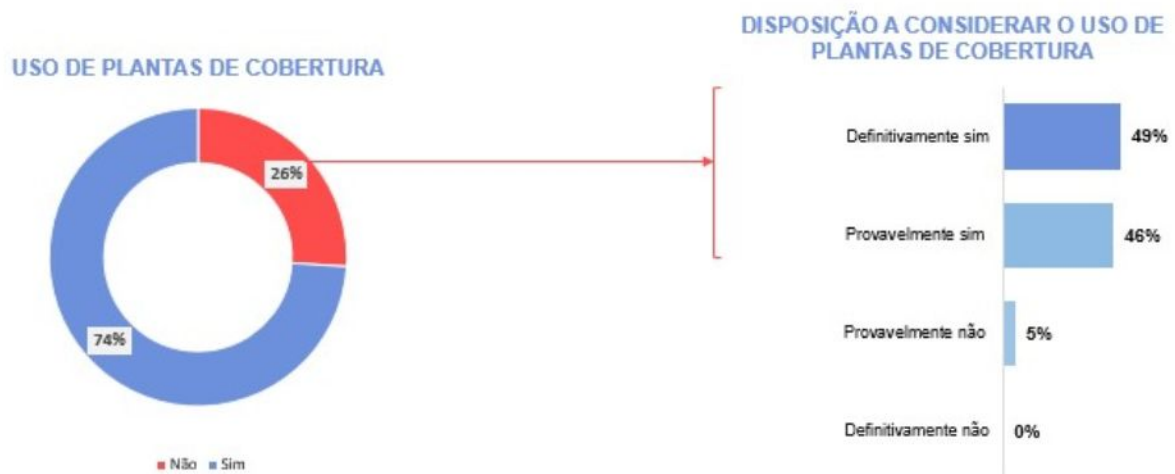 USO DE PLANTAS DE COBERTURA
26%
74%
Não Sim
DISPOSIÇÃO A CONSIDERAR O USO DE
PLANTAS DE COBERTURA
Definitivamente sim 49%
Provavelmente sim 46%
Provavelmente não 5%
Definitivamente não 0%